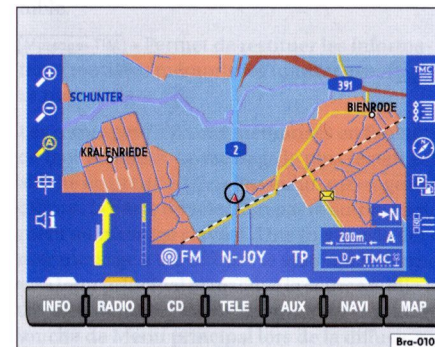 391
TMC
SCHUNTER
BIENRODE
A
KRALENRIEDE
2
P
i
N
200m A
FM N-JOY TP
D TMC
INFO RADIO CD TELE AUX NAVI MAP
Bra-010